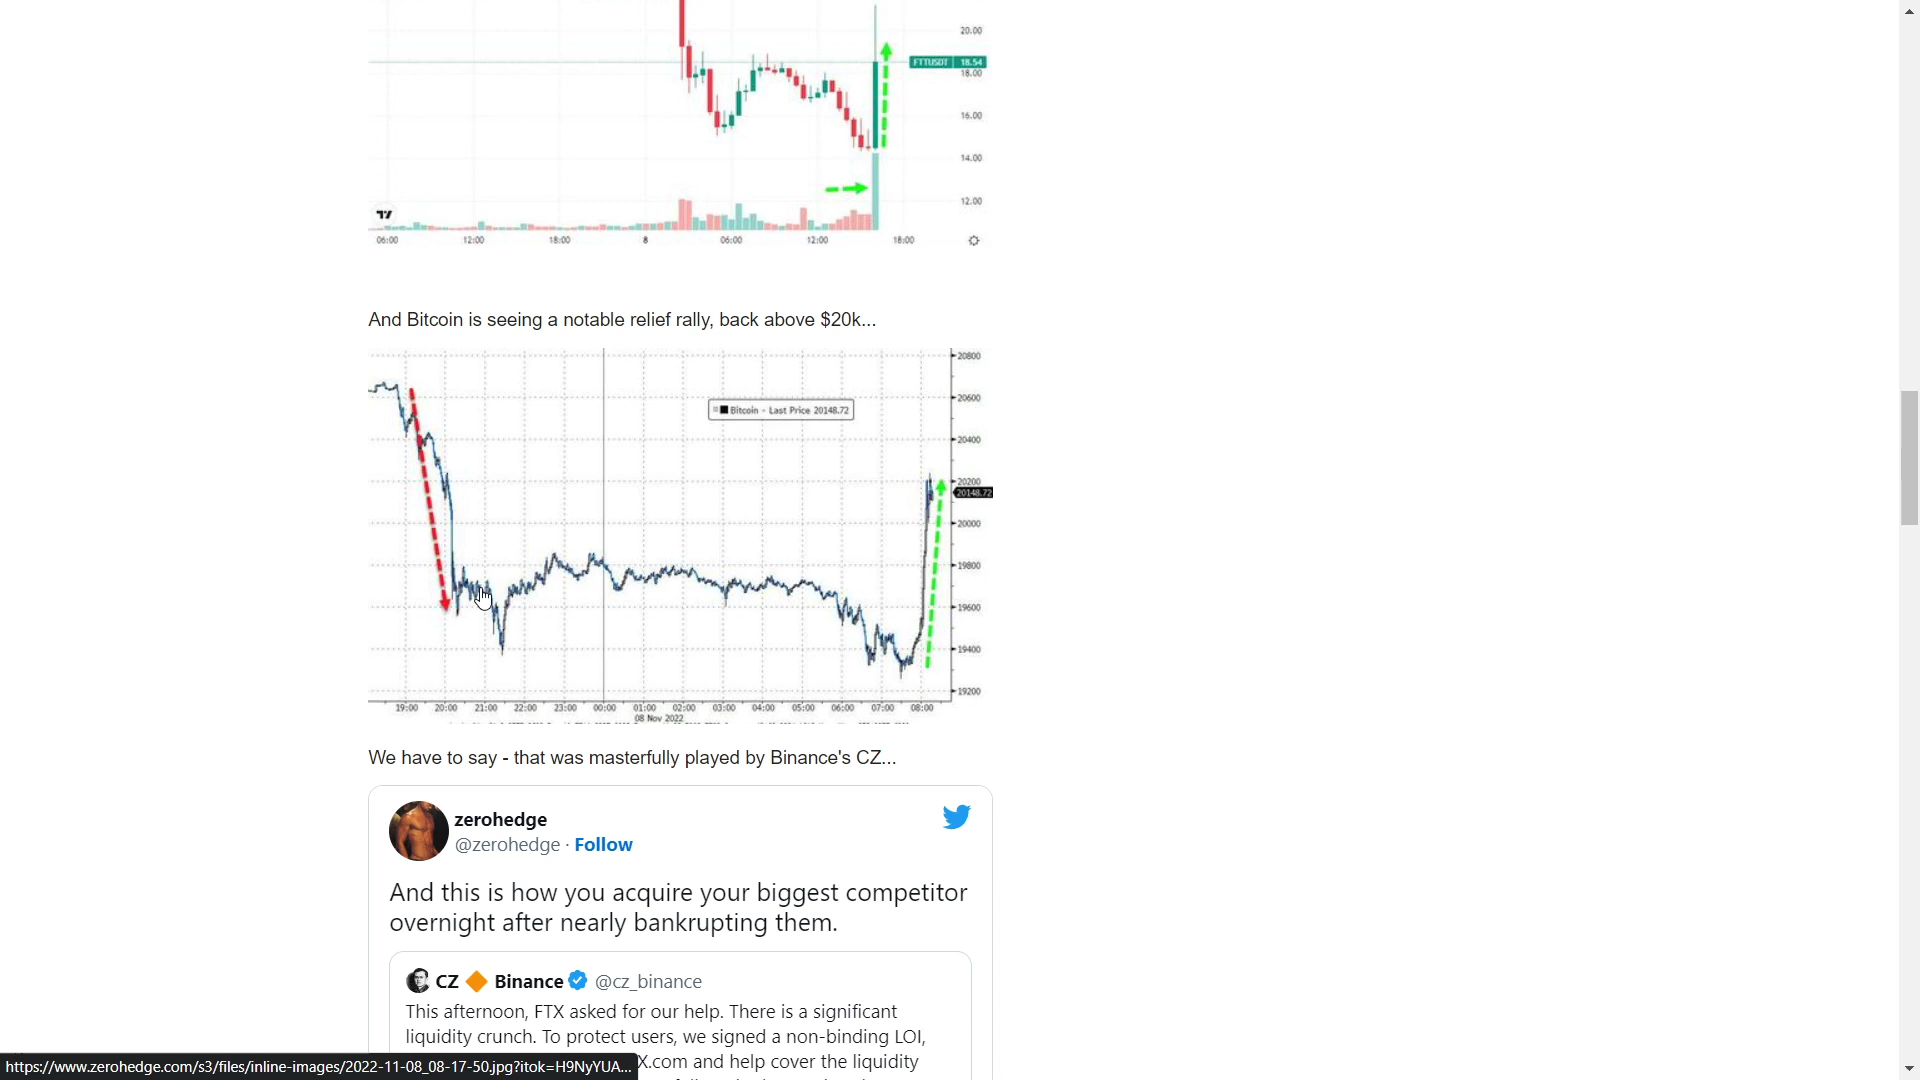 20.00
FTTUSDT 18.54
18.00
16.00
14.00
12.00
06:00 12:00 18:00 8 06:00 12:00 18:00
And Bitcoin is seeing a notable relief rally, back above $20k...
20800
20600
Bitcoin - Last Price 20148.72
20400
20200
20148.72
20000
19800
19600
19400
19200
19:00 20:00 21:00 22:00 23:00 00:00 01:00 02:00 03:00 04:00 05:00 06:00 07:00 08:00
08 Nov 2022
We have to say - that was masterfully played by Binance's CZ...
zerohedge
@zerohedge · Follow
And this is how you acquire your biggest competitor
overnight after nearly bankrupting them.
CZ 🔶 Binance @cz_binance
This afternoon, FTX asked for our help. There is a significant
liquidity crunch. To protect users, we signed a non-binding LOI,
X.com and help cover the liquidity
https://www.zerohedge.com/s3/files/inline-images/2022-11-08_08-17-50.jpg?itok=H9NyYUA...